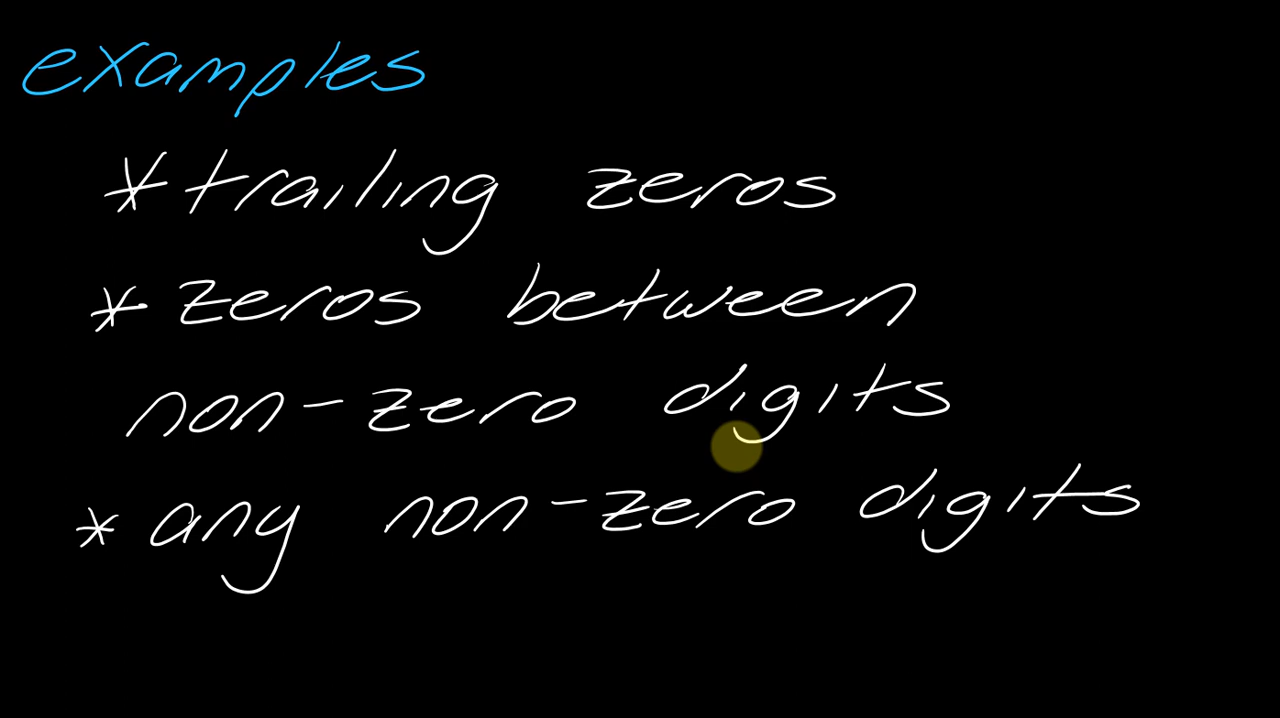 examples
* trailing zeros
* zeros between
non-zero digits
* any non-zero digits